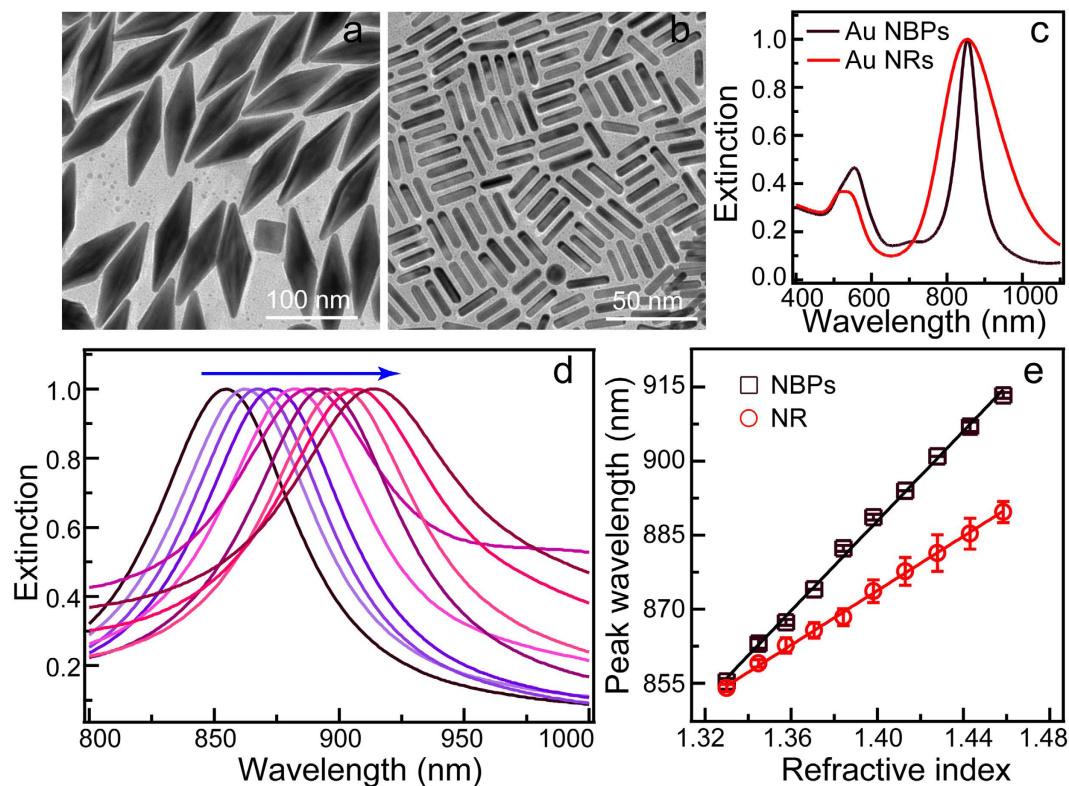 a
100 nm
b
50 nm
c
Au NBPs
Au NRs
Extinction
1.0
0.8
0.6
0.4
0.2
0.0
400 600 800 1000
Wavelength (nm)
d
Extinction
1.0
0.8
0.6
0.4
0.2
800 850 900 950 1000
Wavelength (nm)
e
NBPs
NR
Peak wavelength (nm)
915
900
885
870
855
1.32 1.36 1.40 1.44 1.48
Refractive index